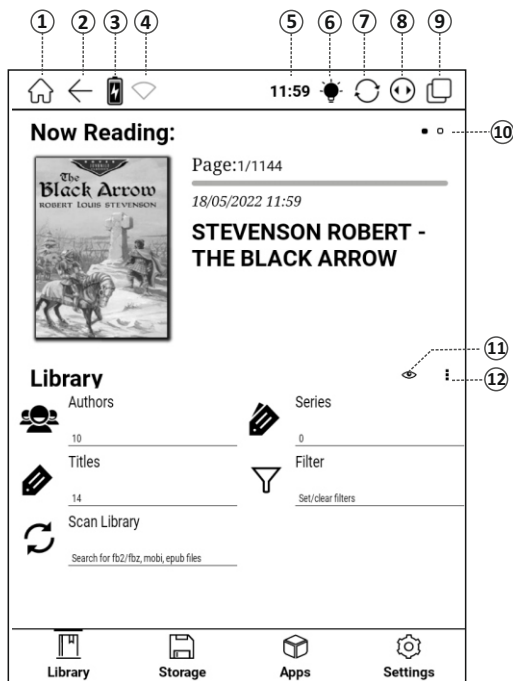 ① ② ③ ④ ⑤ ⑥ ⑦ ⑧ ⑨
11:59
Now Reading:
⑩
The
Black Arrow
ROBERT LOUIS STEVENSON
Page:1/1144
18/05/2022 11:59
STEVENSON ROBERT -
THE BLACK ARROW
⑪
⑫
Library
Authors
10
Series
0
Titles
14
Filter
Set/clear filters
Scan Library
Search for fb2/fbz, mobi, epub files
Library Storage Apps Settings